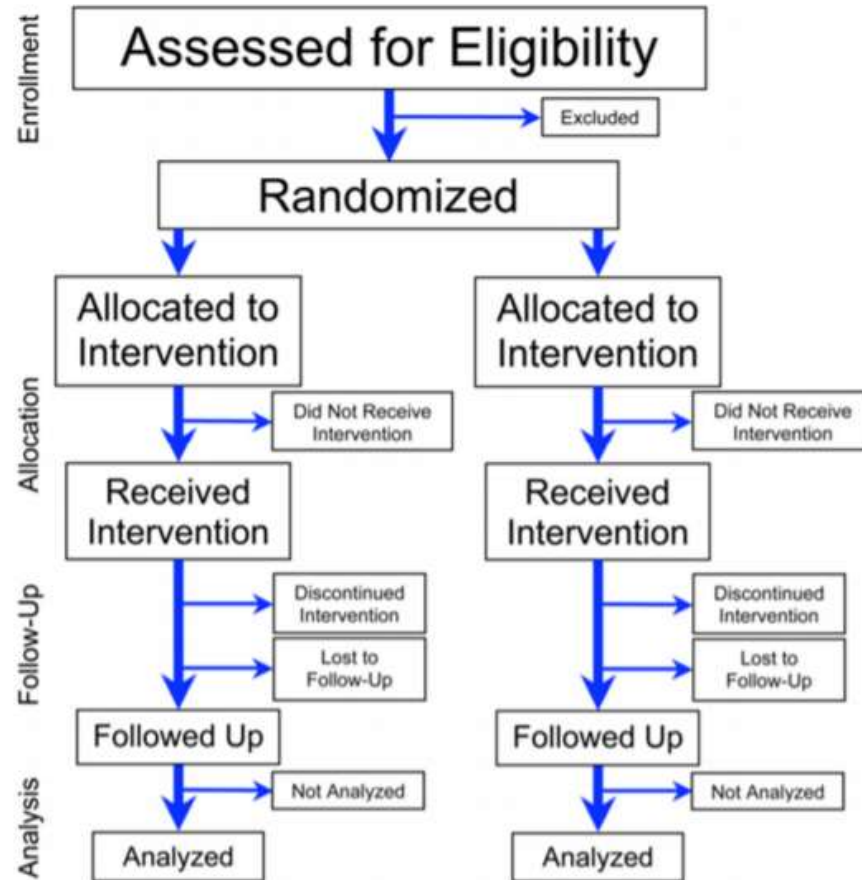 Enrollment
Assessed for Eligibility
Excluded
Randomized
Allocation
Allocated to
Intervention
Allocated to
Intervention
Did Not Receive
Intervention
Did Not Receive
Intervention
Received
Intervention
Received
Intervention
Follow-Up
Discontinued
Intervention
Discontinued
Intervention
Lost to
Follow-Up
Lost to
Follow-Up
Followed Up
Followed Up
Analysis
Not Analyzed
Not Analyzed
Analyzed
Analyzed